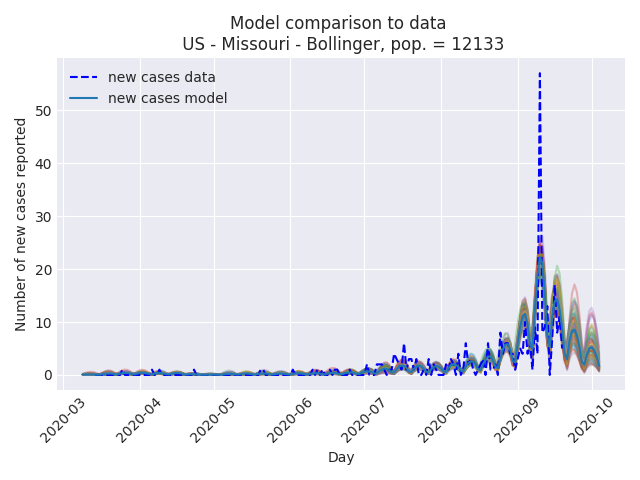 Model comparison to data
US - Missouri - Bollinger, pop. = 12133
new cases data
new cases model
Number of new cases reported
50
40
30
20
10
0
2020-03
2020-04
2020-05
2020-06
2020-07
2020-08
2020-09
2020-10
Day